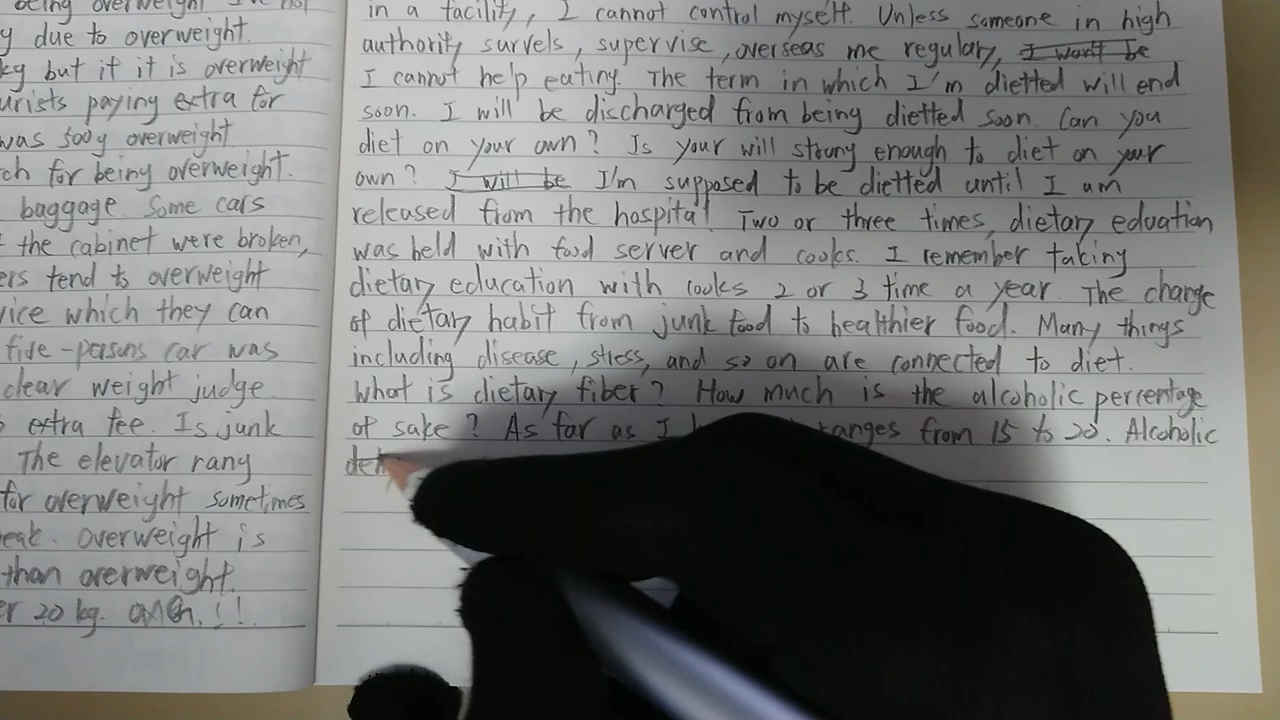 being overweight I've not
y due to overweight.
kg but if it is overweight
urists paying extra for
was 500g overweight
ch for being overweight.
baggage. Some cars
the cabinet were broken,
ers tend to overweight
vice which they can
five-persons car was
clear weight judge
extra fee. Is junk
The elevator rang
for overweight sometimes
eak. Overweight is
than overweight.
er 20 kg. OMG.!!
in a facility, I cannot control myself. Unless someone in high
authority survels, supervise, overseas me regulary, I won't be
I cannot help eating. The term in which I'm dietted will end
soon. I will be discharged from being dietted soon. Can you
diet on your own? Is your will strong enough to diet on your
own? I will be I'm supposed to be dietted until I am
released from the hospital. Two or three times, dietary eduation
was held with food server and cooks. I remember taking
dietary education with cooks 2 or 3 time a year. The change
of dietary habit from junk food to healthier food. Many things
including disease, stress, and so on are connected to diet.
What is dietary fiber? How much is the alcoholic percentage
of sake? As far as I ranges from 15 to 20. Alcoholic